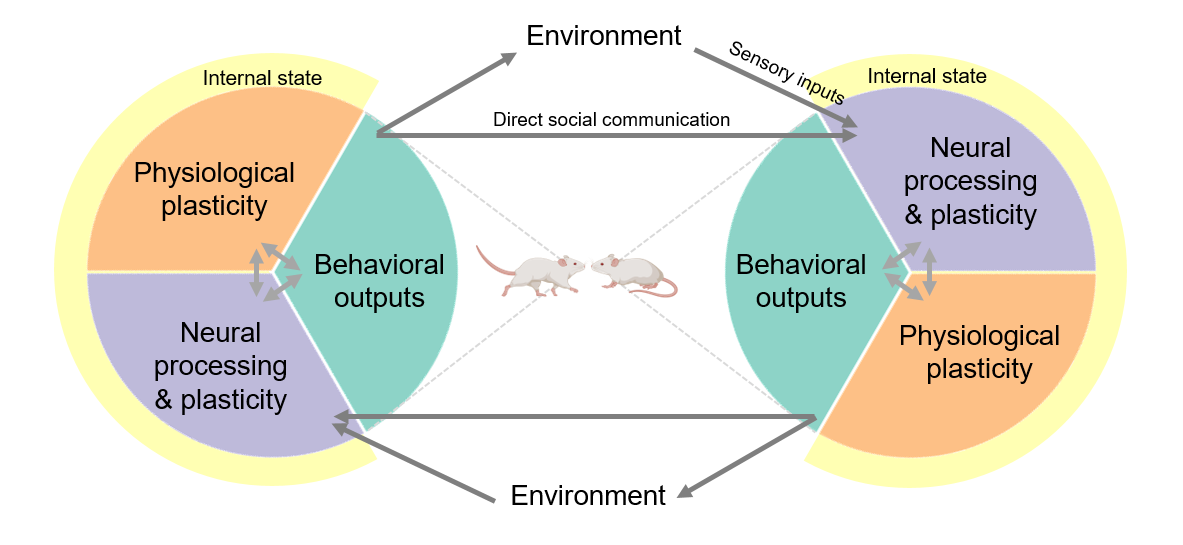 Environment
Sensory inputs
Internal state
Internal state
Direct social communication
Physiological
plasticity
Neural
processing
& plasticity
Behavioral
outputs
Behavioral
outputs
Neural
processing
& plasticity
Physiological
plasticity
Environment